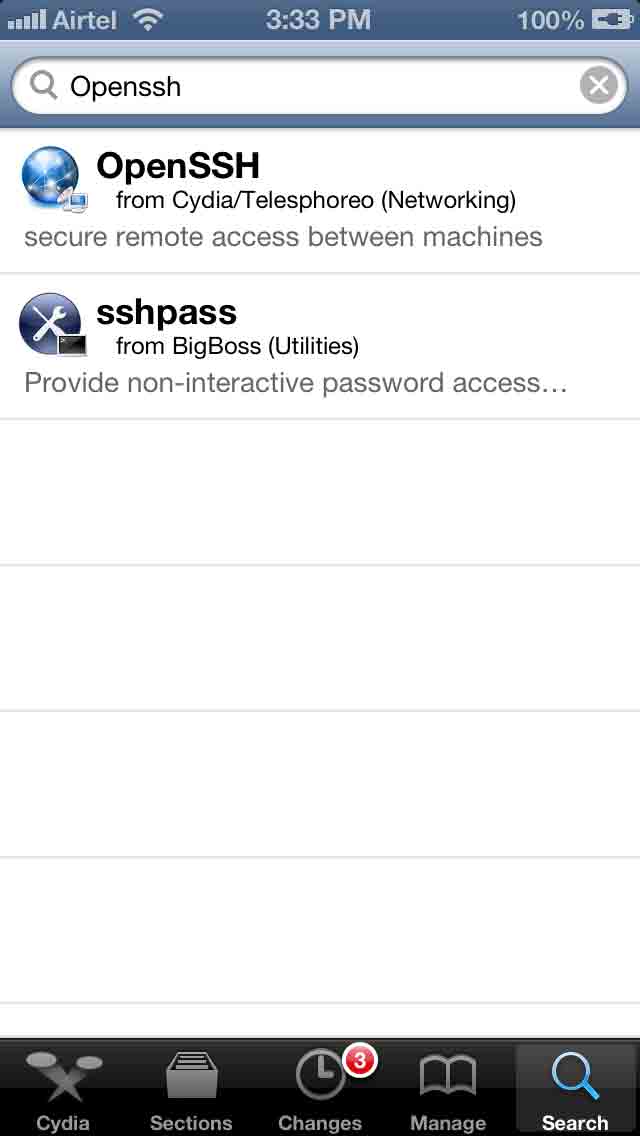 Airtel 3:33 PM 100%
Openssh
OpenSSH
from Cydia/Telesphoreo (Networking)
secure remote access between machines
sshpass
from BigBoss (Utilities)
Provide non-interactive password access…
3
Cydia Sections Changes Manage Search